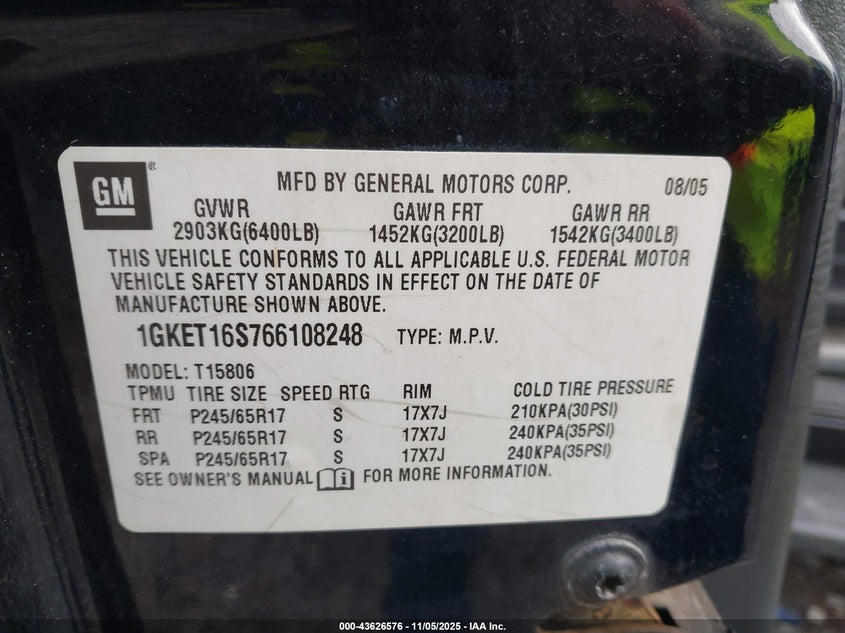 GM ®
MFD BY GENERAL MOTORS CORP. 08/05
GVWR GAWR FRT GAWR RR
2903KG(6400LB) 1452KG(3200LB) 1542KG(3400LB)
THIS VEHICLE CONFORMS TO ALL APPLICABLE U.S. FEDERAL MOTOR
VEHICLE SAFETY STANDARDS IN EFFECT ON THE DATE OF
MANUFACTURE SHOWN ABOVE.
1GKET16S766108248 TYPE: M.P.V.
MODEL: T15806
TPMU TIRE SIZE SPEED RTG RIM COLD TIRE PRESSURE
FRT P245/65R17 S 17X7J 210KPA(30PSI)
RR P245/65R17 S 17X7J 240KPA(35PSI)
SPA P245/65R17 S 17X7J 240KPA(35PSI)
SEE OWNER'S MANUAL i FOR MORE INFORMATION.
000-43626576 - 11/05/2025 - IAA Inc.